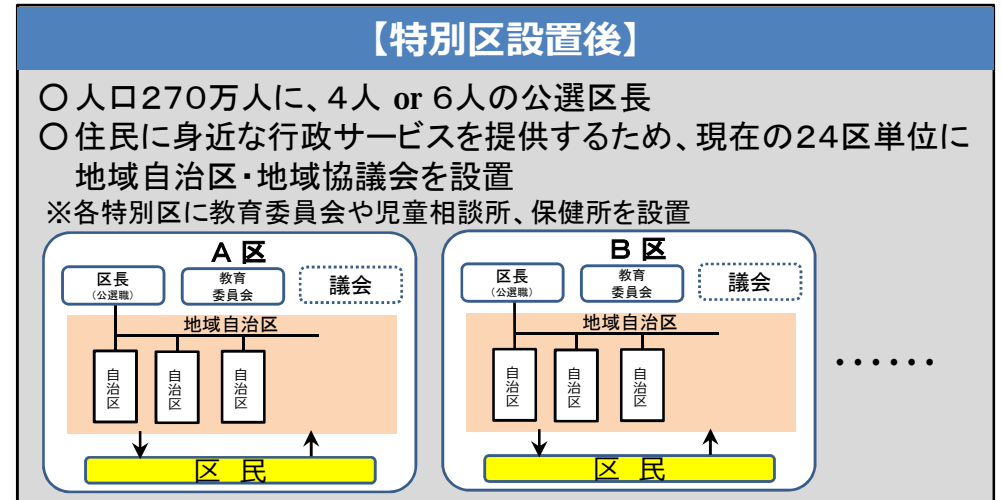 【特別区設置後】
○人口270万人に、4人 or 6人の公選区長
○住民に身近な行政サービスを提供するため、現在の24区単位に
地域自治区・地域協議会を設置
※各特別区に教育委員会や児童相談所、保健所を設置
A 区
区長
(公選職)
教育
委員会
議会
地域自治区
自治区
自治区
自治区
区 民
B 区
区長
(公選職)
教育
委員会
議会
地域自治区
自治区
自治区
自治区
区 民
・・・・・・